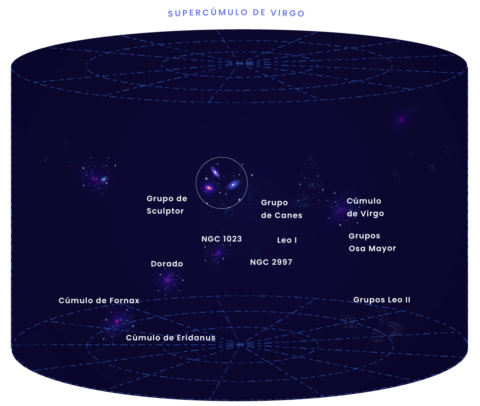 SUPERCÚMULO DE VIRGO
Grupo de
Sculptor
Grupo
de Canes
Cúmulo
de Virgo
NGC 1023
Leo I
Grupos
Osa Mayor
Dorado
NGC 2997
Cúmulo de Fornax
Grupos Leo II
Cúmulo de Eridanus